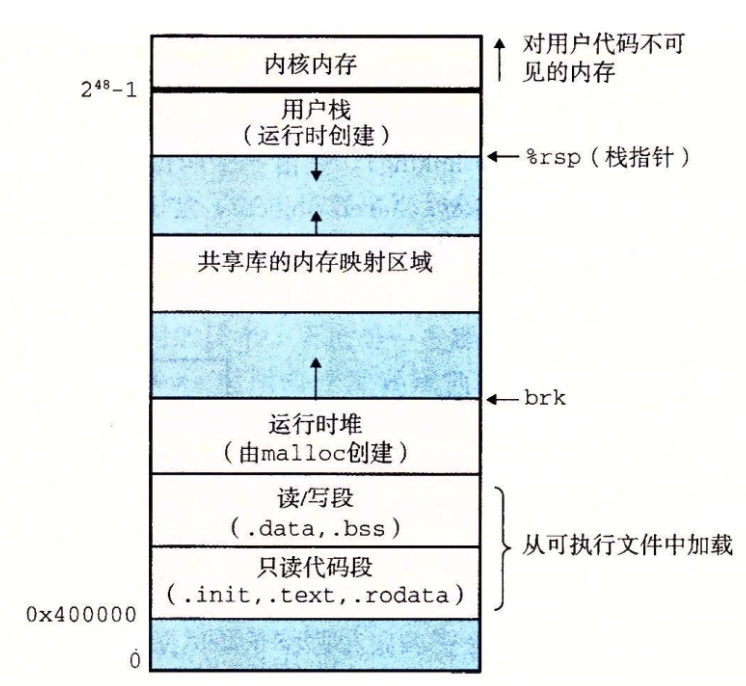 内核内存
对用户代码不可
见的内存
2⁴⁸-1
用户栈
(运行时创建)
%rsp(栈指针)
共享库的内存映射区域
brk
运行时堆
(由malloc创建)
读/写段
(.data,.bss)
从可执行文件中加载
只读代码段
(.init,.text,.rodata)
0x400000
0